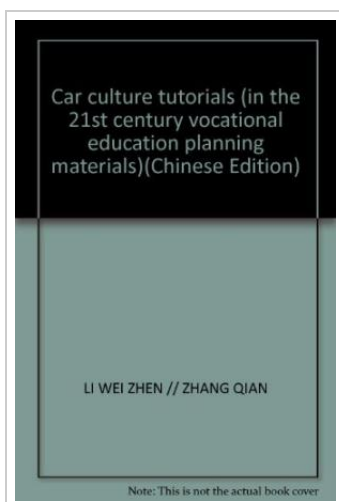 Car culture tutorials (in the
21st century vocational
education planning
materials)(Chinese Edition)
LI WEI ZHEN // ZHANG QIAN
Note: This is not the actual book cover